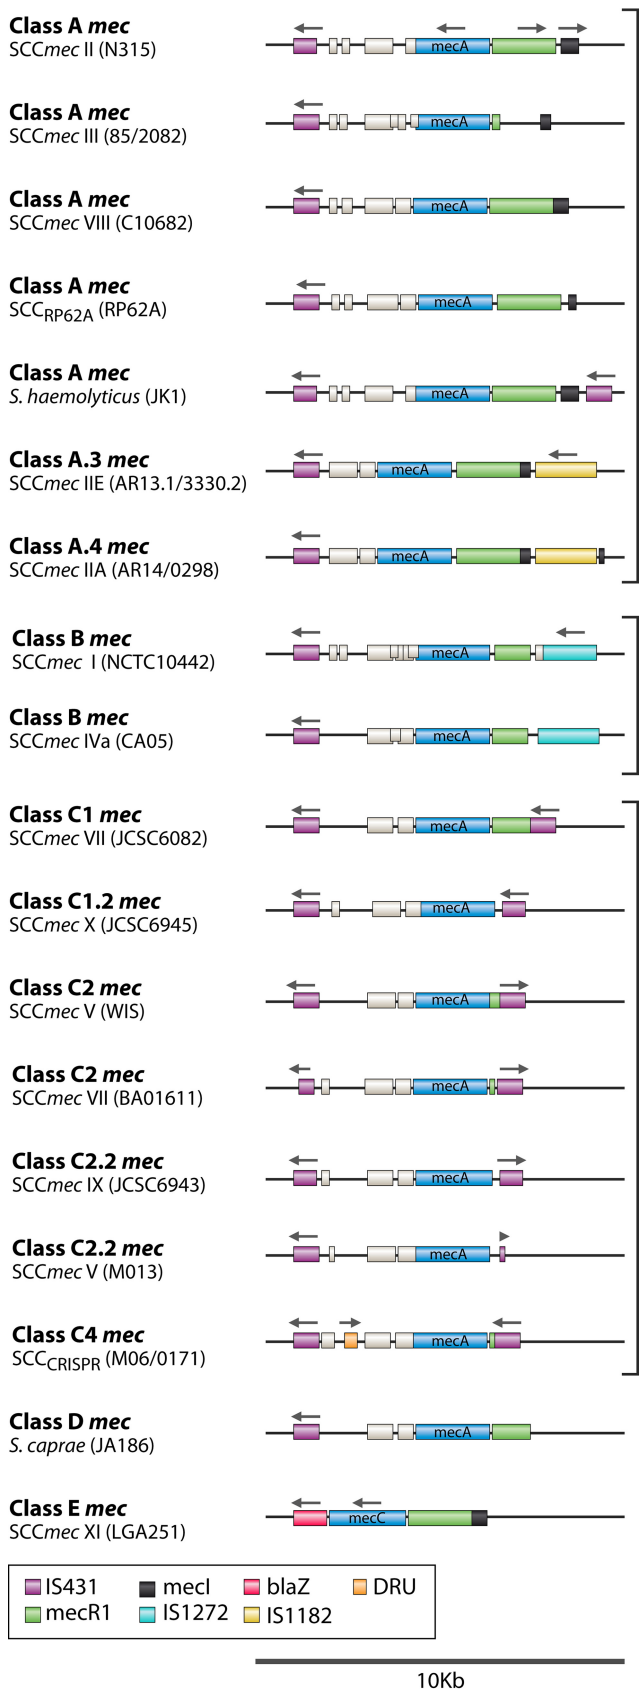 Class A mec
SCCmec II (N315)
mecA
Class A mec
SCCmec III (85/2082)
mecA
Class A mec
SCCmec VIII (C10682)
mecA
Class A mec
SCCRP62A (RP62A)
mecA
Class A mec
S. haemolyticus (JK1)
mecA
Class A.3 mec
SCCmec IIE (AR13.1/3330.2)
mecA
Class A.4 mec
SCCmec IIA (AR14/0298)
mecA
Class B mec
SCCmec I (NCTC10442)
mecA
Class B mec
SCCmec IVa (CA05)
mecA
Class C1 mec
SCCmec VII (JCSC6082)
mecA
Class C1.2 mec
SCCmec X (JCSC6945)
mecA
Class C2 mec
SCCmec V (WIS)
mecA
Class C2 mec
SCCmec VII (BA01611)
mecA
Class C2.2 mec
SCCmec IX (JCSC6943)
mecA
Class C2.2 mec
SCCmec V (M013)
mecA
Class C4 mec
SCCCRISPR (M06/0171)
mecA
Class D mec
S. caprae (JA186)
mecA
Class E mec
SCCmec XI (LGA251)
mecC
IS431 mecI blaZ DRU
mecR1 IS1272 IS1182
10Kb